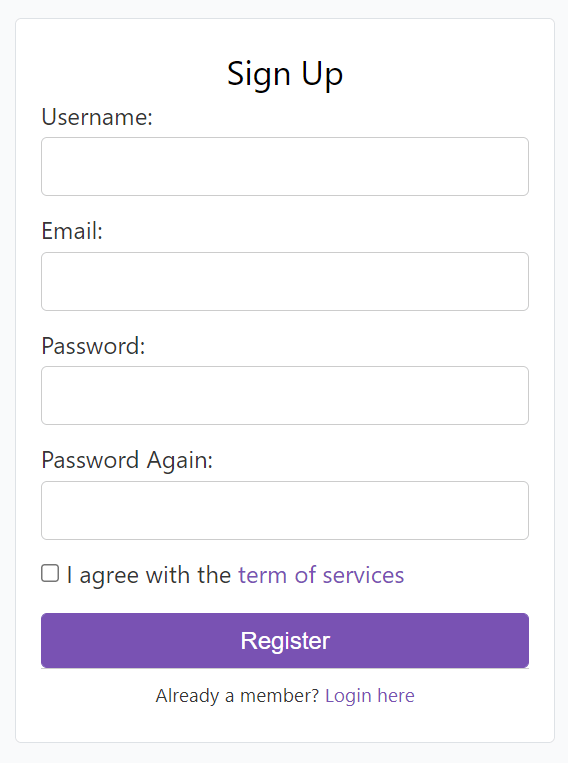 Sign Up
Username:
Email:
Password:
Password Again:
I agree with the term of services
Register
Already a member? Login here